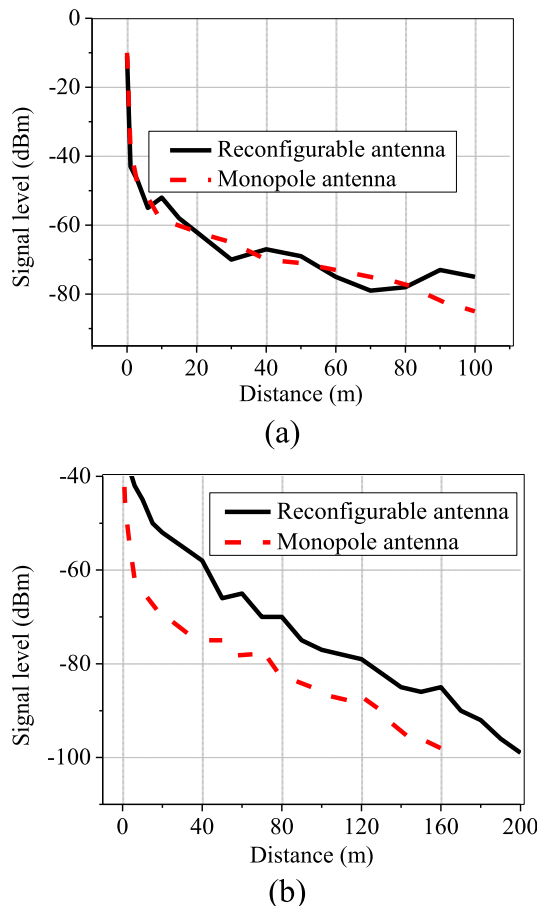 0
-20
-40
-60
-80
Signal level (dBm)
Reconfigurable antenna
Monopole antenna
0 20 40 60 80 100
Distance (m)
(a)
-40
-60
-80
-100
Signal level (dBm)
Reconfigurable antenna
Monopole antenna
0 40 80 120 160 200
Distance (m)
(b)